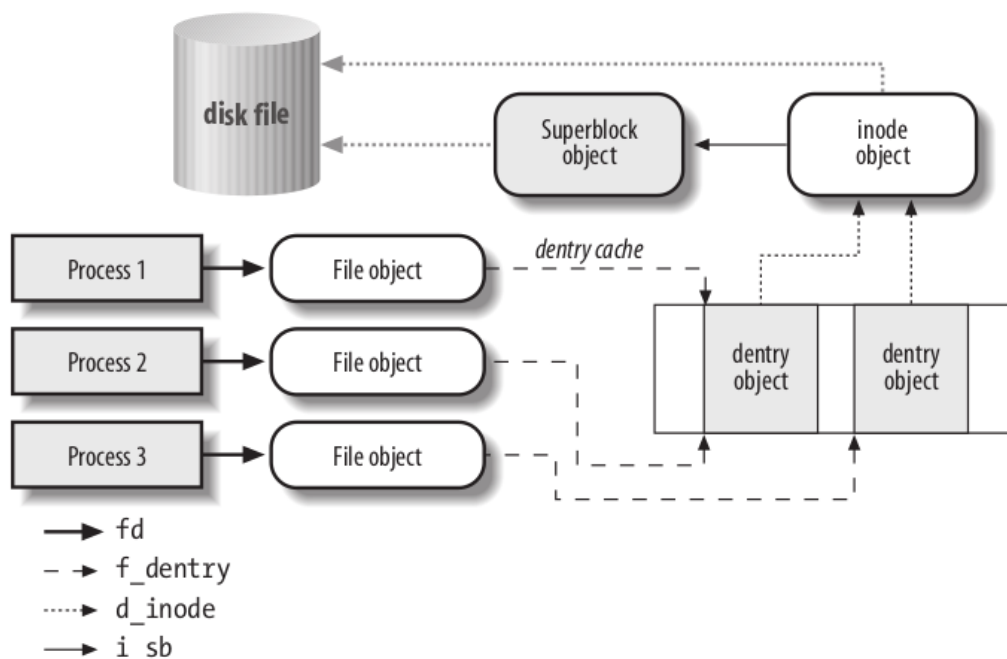 disk file
Superblock
object
inode
object
Process 1
File object
dentry cache
Process 2
File object
dentry
object
dentry
object
Process 3
File object
fd
f_dentry
d_inode
i_sb